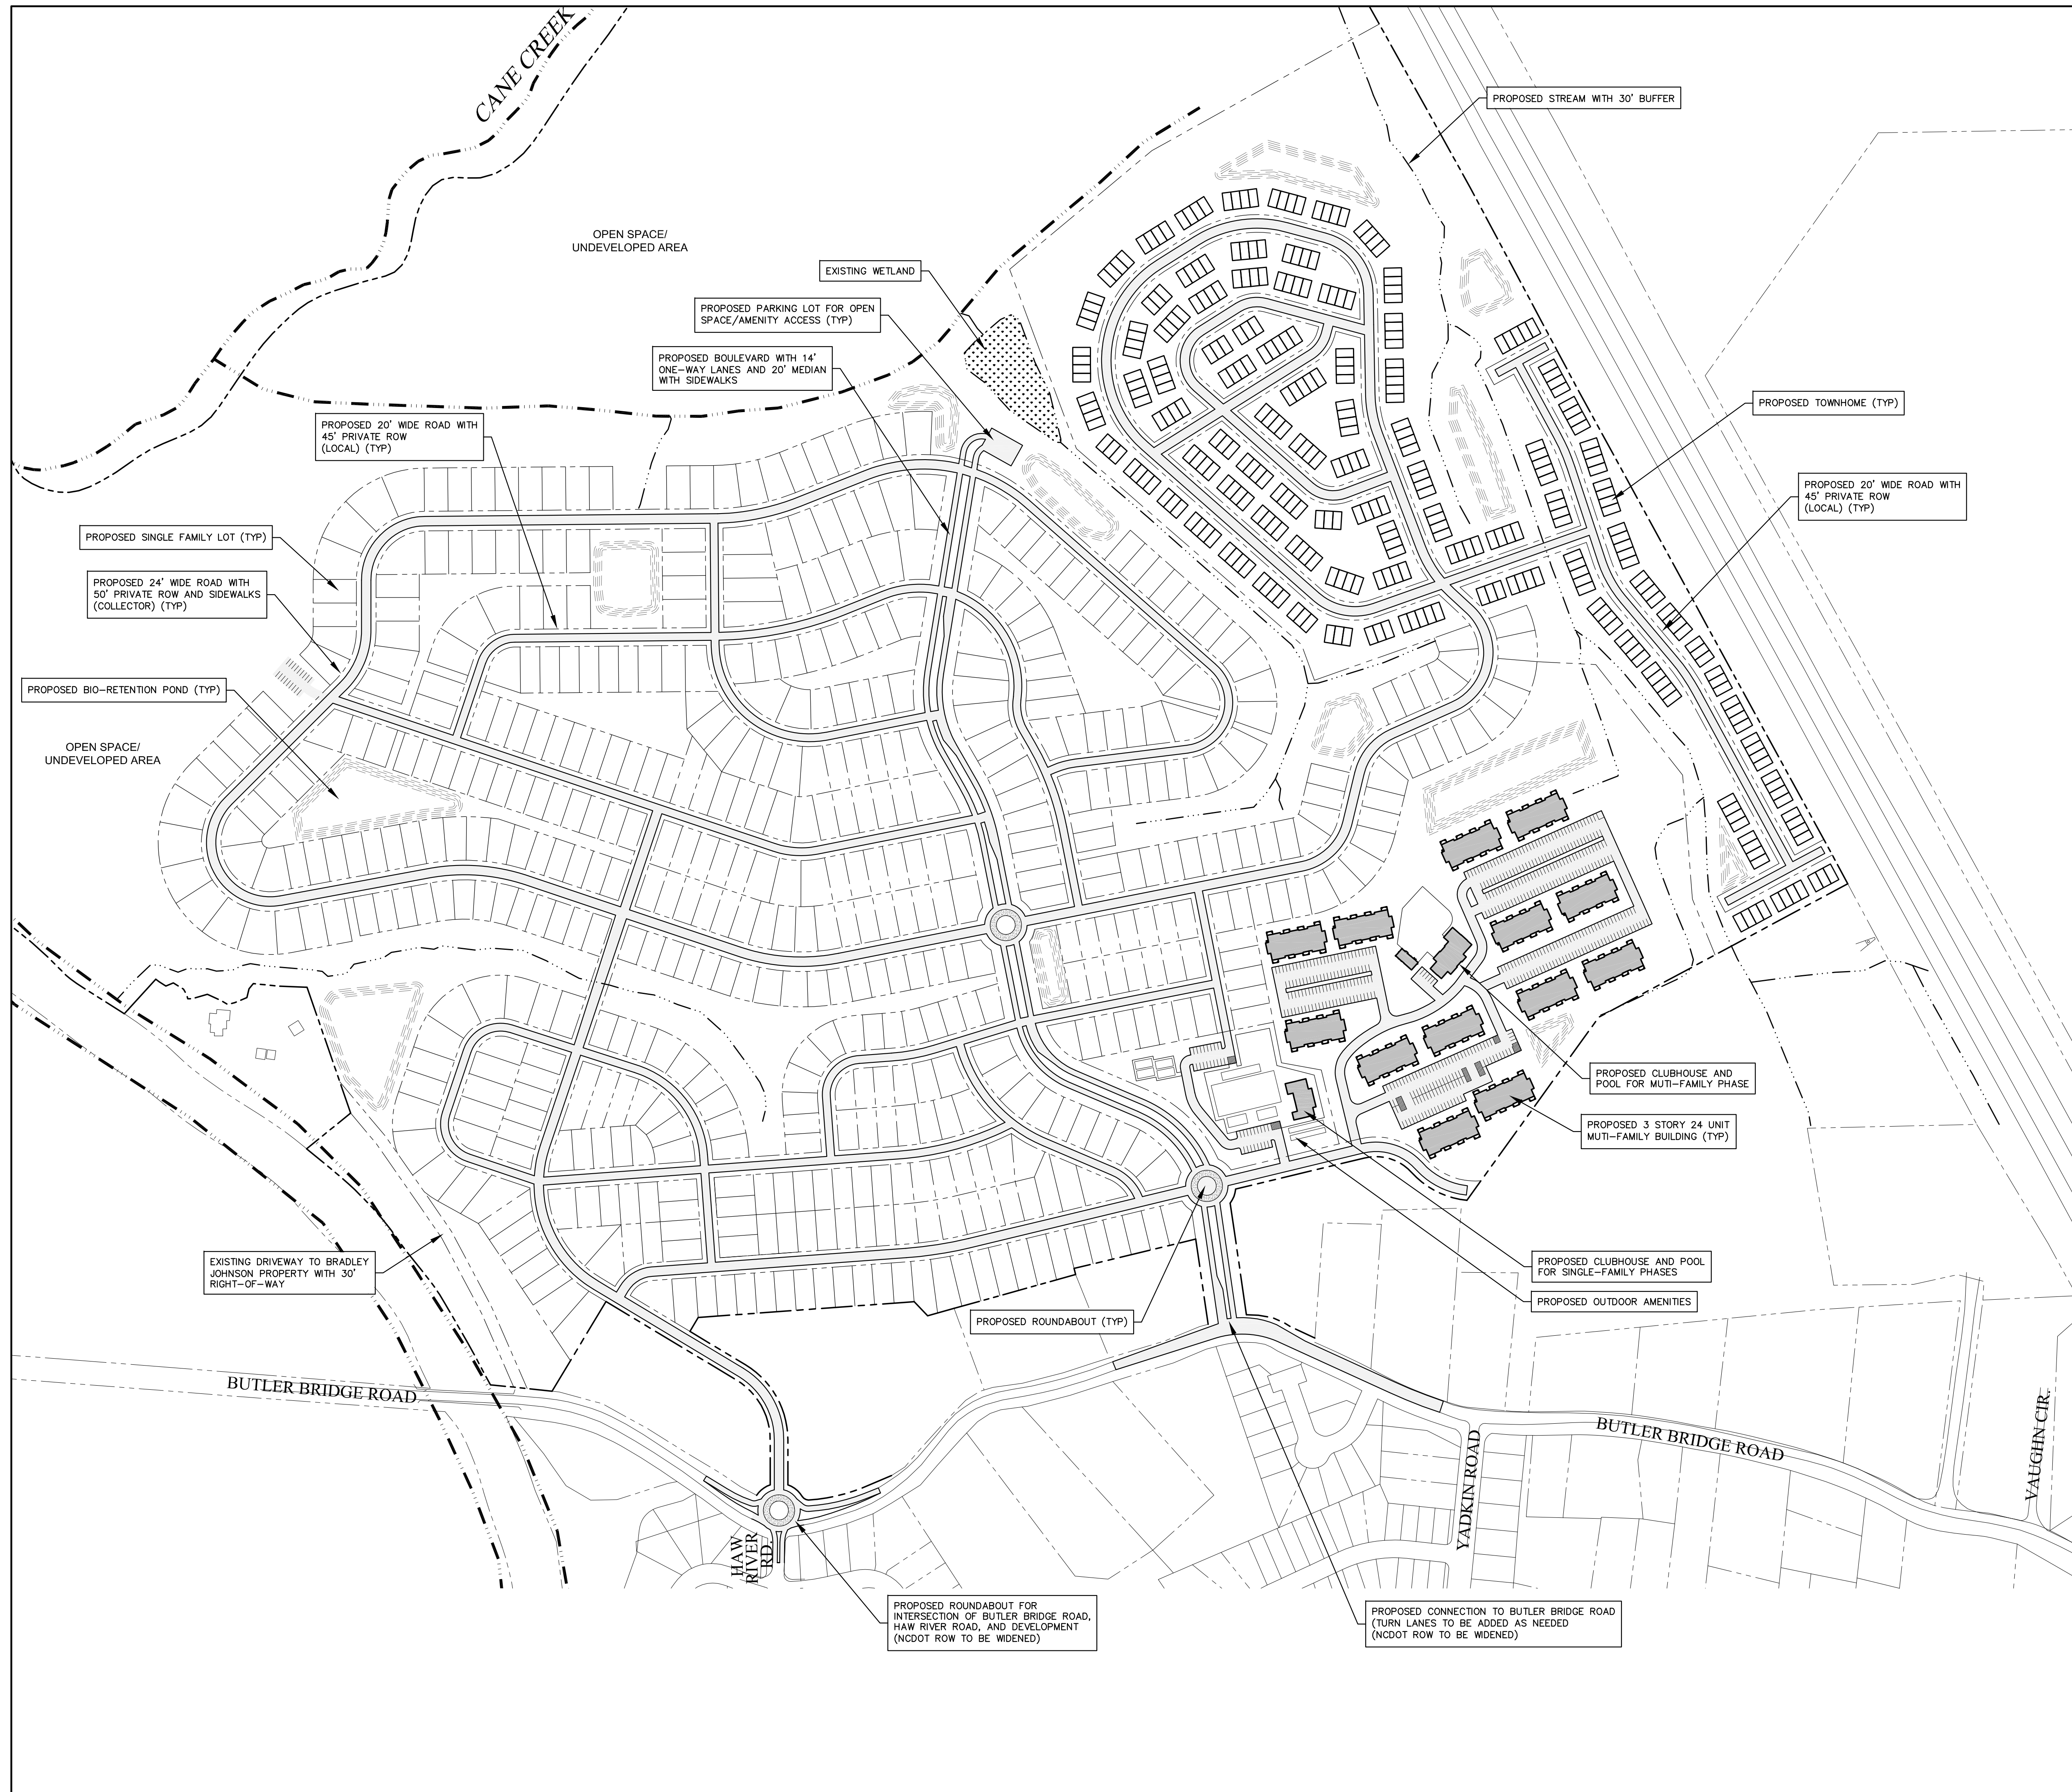 CANE CREEK
PROPOSED STREAM WITH 30' BUFFER
OPEN SPACE/
UNDEVELOPED AREA
EXISTING WETLAND
PROPOSED PARKING LOT FOR OPEN
SPACE/AMENITY ACCESS (TYP)
PROPOSED BOULEVARD WITH 14'
ONE-WAY LANES AND 20' MEDIAN
WITH SIDEWALKS
PROPOSED TOWNHOME (TYP)
PROPOSED 20' WIDE ROAD WITH
45' PRIVATE ROW
(LOCAL) (TYP)
PROPOSED 20' WIDE ROAD WITH
45' PRIVATE ROW
(LOCAL) (TYP)
PROPOSED SINGLE FAMILY LOT (TYP)
PROPOSED 24' WIDE ROAD WITH
50' PRIVATE ROW AND SIDEWALKS
(COLLECTOR) (TYP)
PROPOSED BIO-RETENTION POND (TYP)
OPEN SPACE/
UNDEVELOPED AREA
PROPOSED CLUBHOUSE AND
POOL FOR MUTI-FAMILY PHASE
PROPOSED 3 STORY 24 UNIT
MUTI-FAMILY BUILDING (TYP)
EXISTING DRIVEWAY TO BRADLEY
JOHNSON PROPERTY WITH 30'
RIGHT-OF-WAY
PROPOSED CLUBHOUSE AND POOL
FOR SINGLE-FAMILY PHASES
PROPOSED OUTDOOR AMENITIES
PROPOSED ROUNDABOUT (TYP)
BUTLER BRIDGE ROAD
BUTLER BRIDGE ROAD
YADKIN ROAD
VAUGHN CIR.
HAW
RIVER
RD.
PROPOSED ROUNDABOUT FOR
INTERSECTION OF BUTLER BRIDGE ROAD,
HAW RIVER ROAD, AND DEVELOPMENT
(NCDOT ROW TO BE WIDENED)
PROPOSED CONNECTION TO BUTLER BRIDGE ROAD
(TURN LANES TO BE ADDED AS NEEDED
(NCDOT ROW TO BE WIDENED)